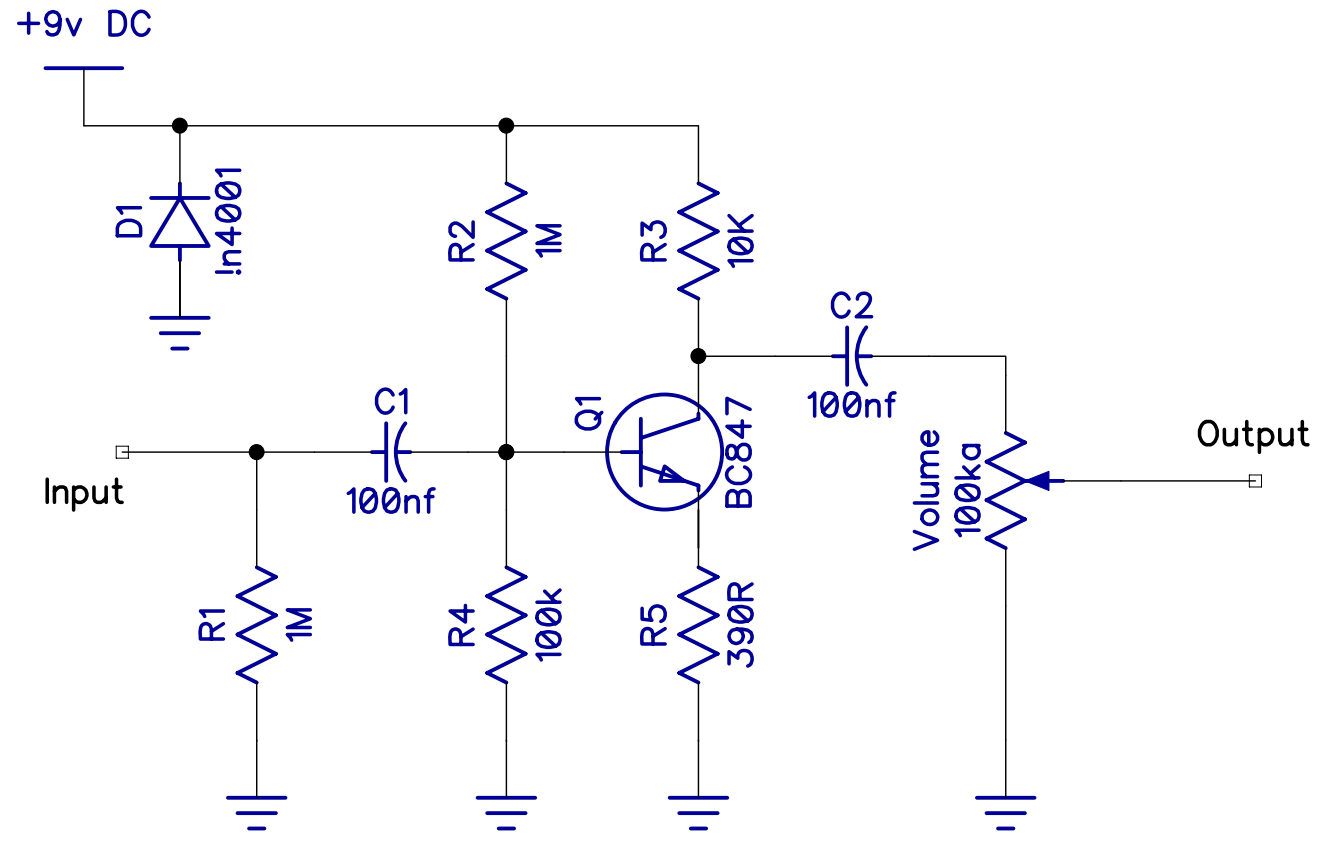 +9v DC
D1
!n4001
R2
1M
R3
10K
C2
100nf
C1
100nf
Q1
BC847
Input
Volume
100ka
Output
R1
1M
R4
100k
R5
390R